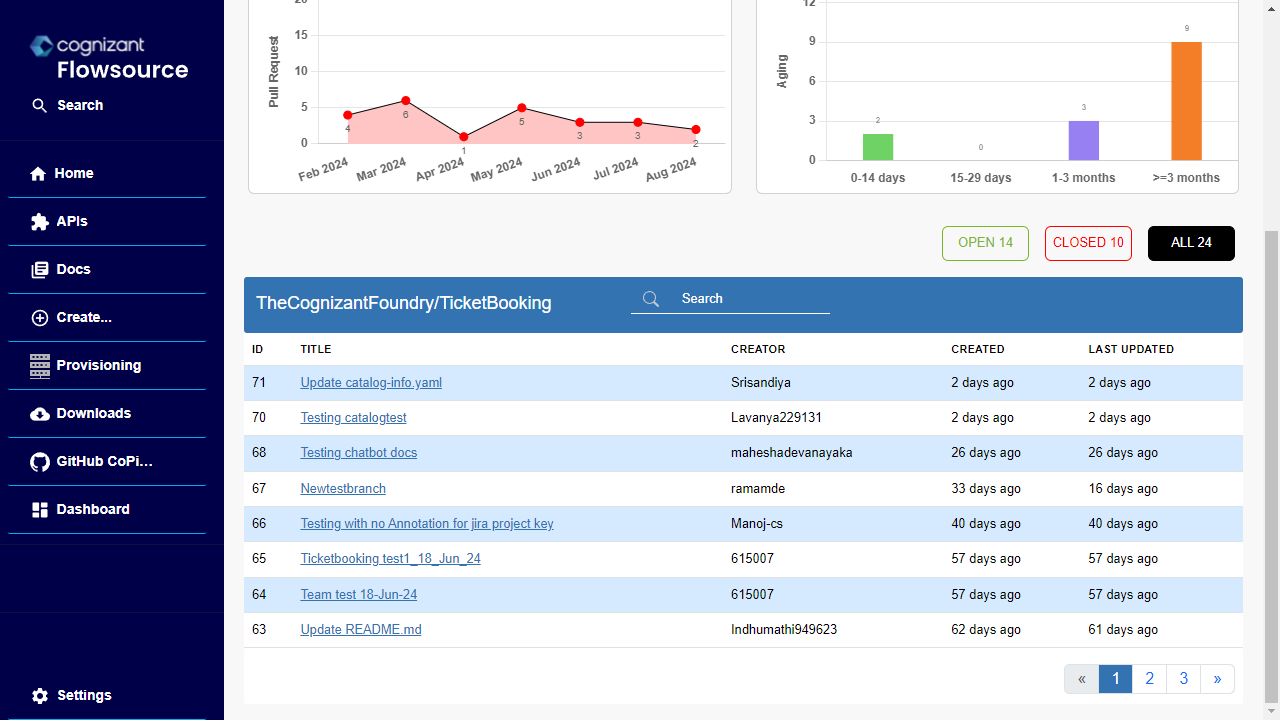 cognizant
Flowsource
Search
Home
APIs
Docs
Create...
Provisioning
Downloads
GitHub CoPi...
Dashboard
Settings
20
15
10
5
0
Pull Request
4
6
1
5
3
3
2
Feb 2024
Mar 2024
Apr 2024
May 2024
Jun 2024
Jul 2024
Aug 2024
12
9
6
3
0
Aging
2
0
3
9
0-14 days
15-29 days
1-3 months
>=3 months
OPEN 14
CLOSED 10
ALL 24
TheCognizantFoundry/TicketBooking
Search
ID TITLE CREATOR CREATED LAST UPDATED
71 Update catalog-info.yaml Srisandiya 2 days ago 2 days ago
70 Testing catalogtest Lavanya229131 2 days ago 2 days ago
68 Testing chatbot docs maheshadevanayaka 26 days ago 26 days ago
67 Newtestbranch ramamde 33 days ago 16 days ago
66 Testing with no Annotation for jira project key Manoj-cs 40 days ago 40 days ago
65 Ticketbooking test1_18_Jun_24 615007 57 days ago 57 days ago
64 Team test 18-Jun-24 615007 57 days ago 57 days ago
63 Update README.md Indhumathi949623 62 days ago 61 days ago
« 1 2 3 »